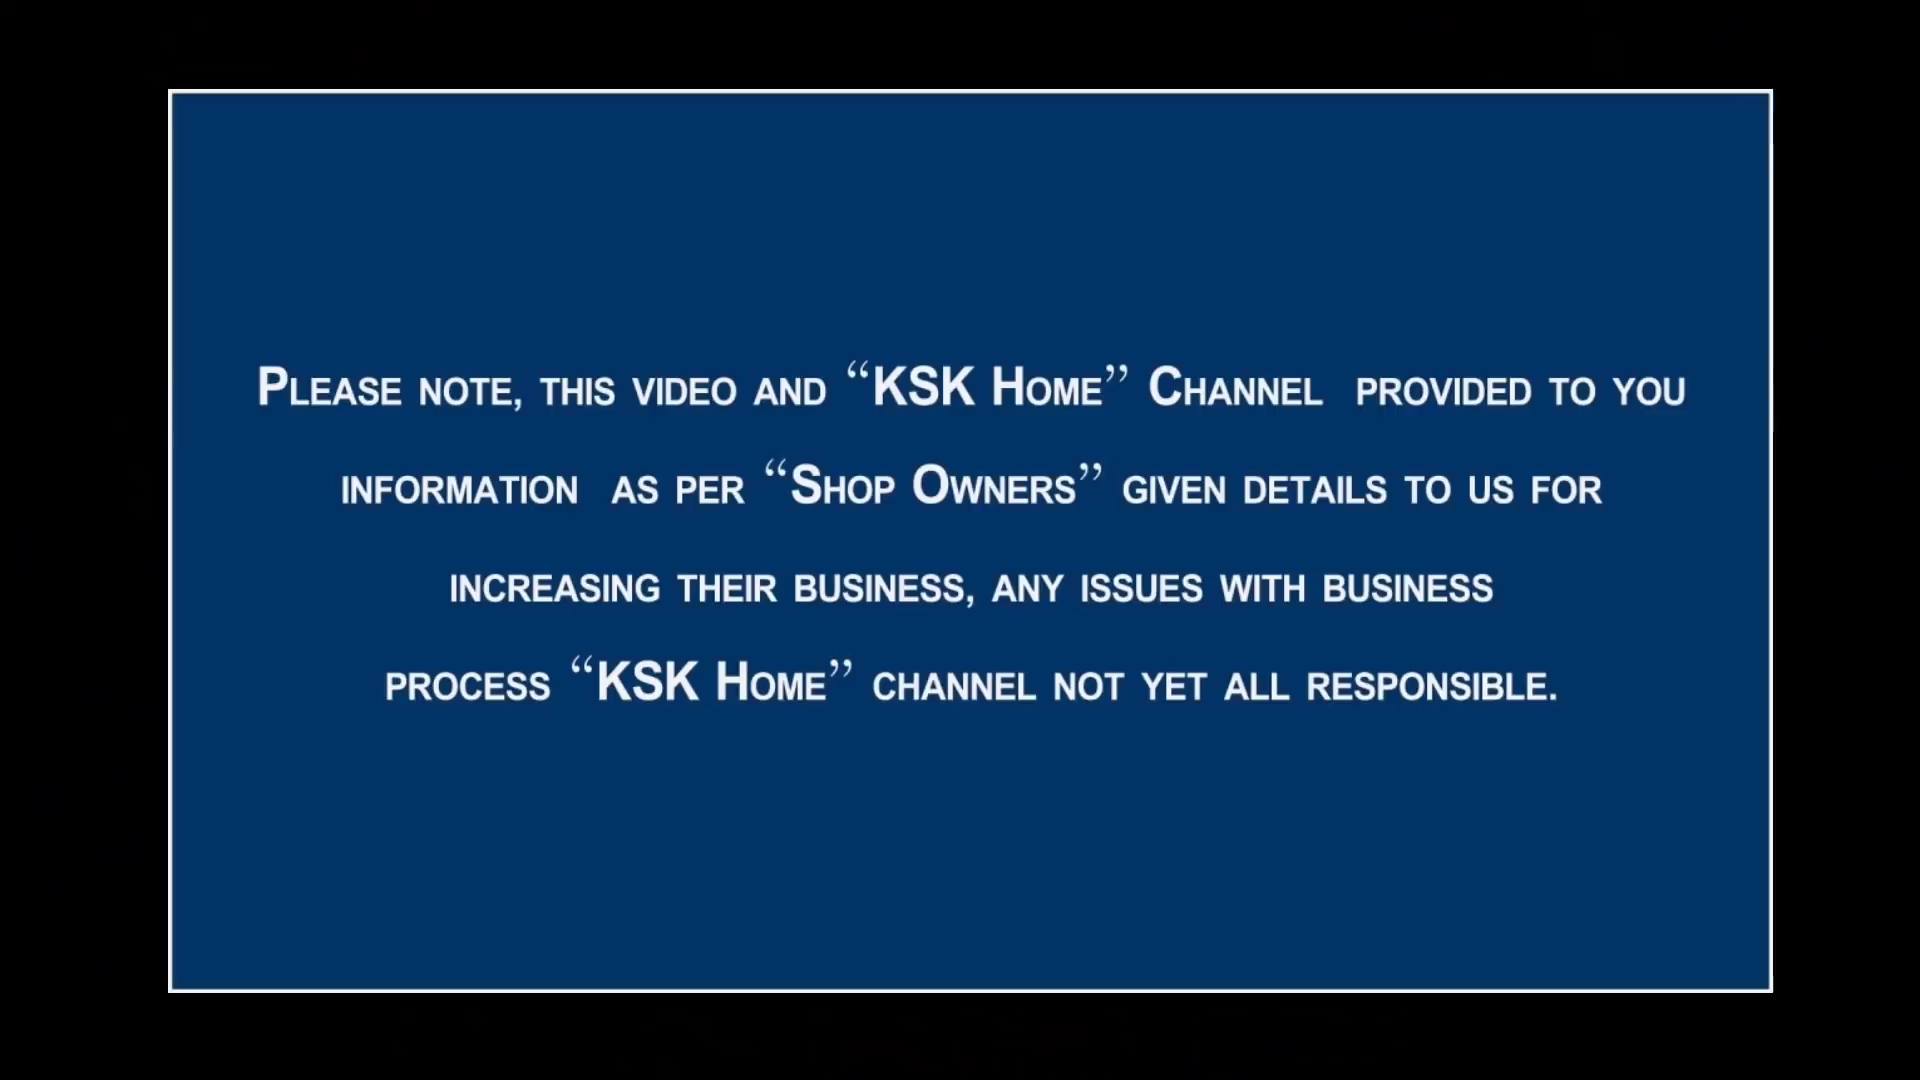 Please note, this video and “KSK Home” Channel provided to you
information as per “Shop Owners” given details to us for
increasing their business, any issues with business
process “KSK Home” channel not yet all responsible.